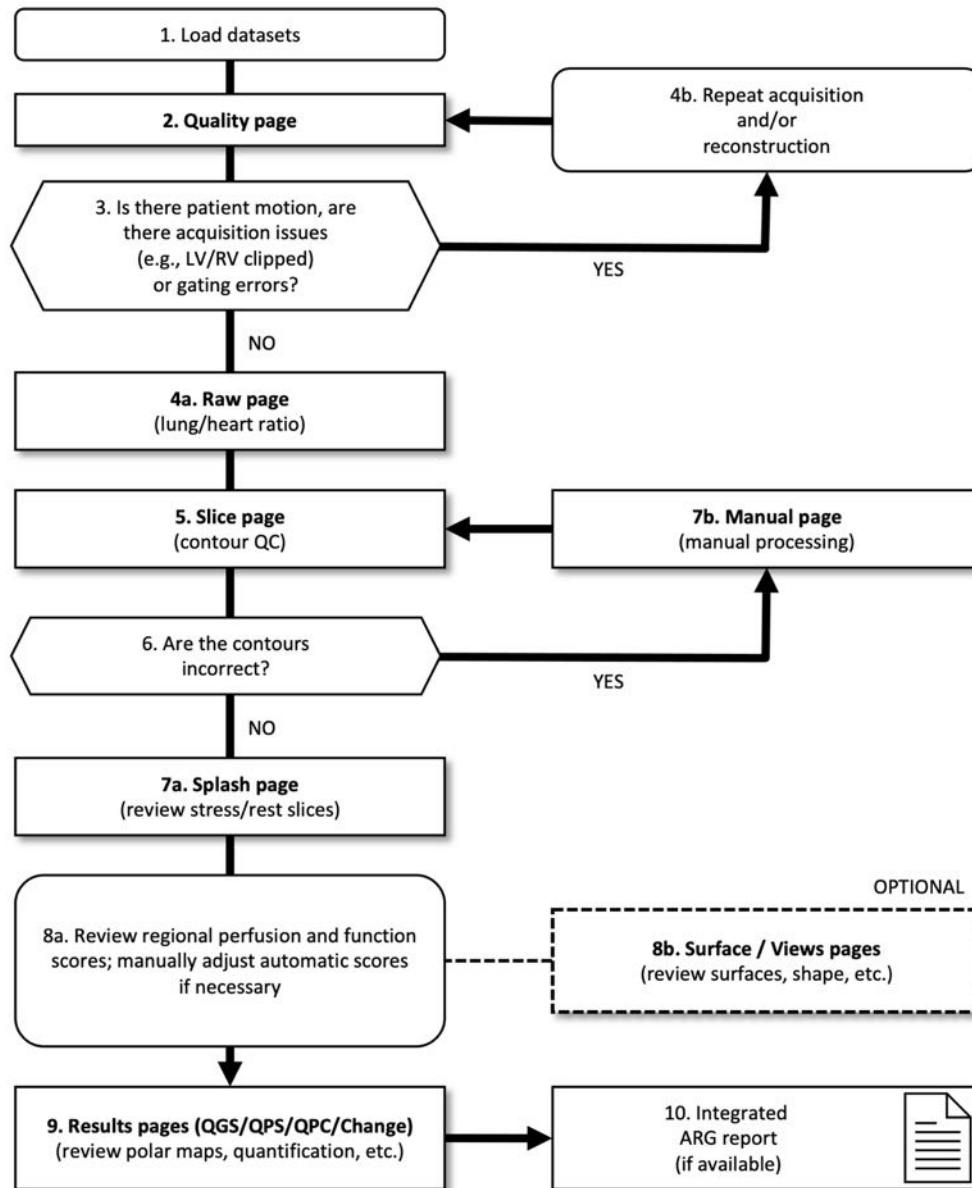 1. Load datasets
2. Quality page
4b. Repeat acquisition
and/or
reconstruction
3. Is there patient motion, are
there acquisition issues
(e.g., LV/RV clipped)
or gating errors?
YES
NO
4a. Raw page
(lung/heart ratio)
5. Slice page
(contour QC)
7b. Manual page
(manual processing)
6. Are the contours
incorrect?
YES
NO
7a. Splash page
(review stress/rest slices)
OPTIONAL
8a. Review regional perfusion and function
scores; manually adjust automatic scores
if necessary
8b. Surface / Views pages
(review surfaces, shape, etc.)
9. Results pages (QGS/QPS/QPC/Change)
(review polar maps, quantification, etc.)
10. Integrated
ARG report
(if available)